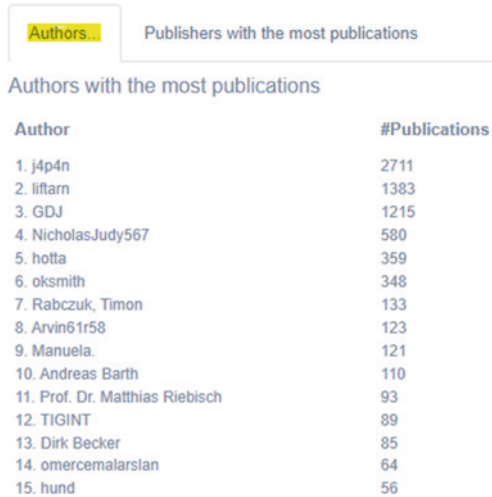 Authors... Publishers with the most publications
Authors with the most publications
Author #Publications
1. j4p4n 2711
2. liftarn 1383
3. GDJ 1215
4. NicholasJudy567 580
5. hotta 359
6. oksmith 348
7. Rabczuk, Timon 133
8. Arvin61r58 123
9. Manuela. 121
10. Andreas Barth 110
11. Prof. Dr. Matthias Riebisch 93
12. TIGINT 89
13. Dirk Becker 85
14. omercemalarslan 64
15. hund 56